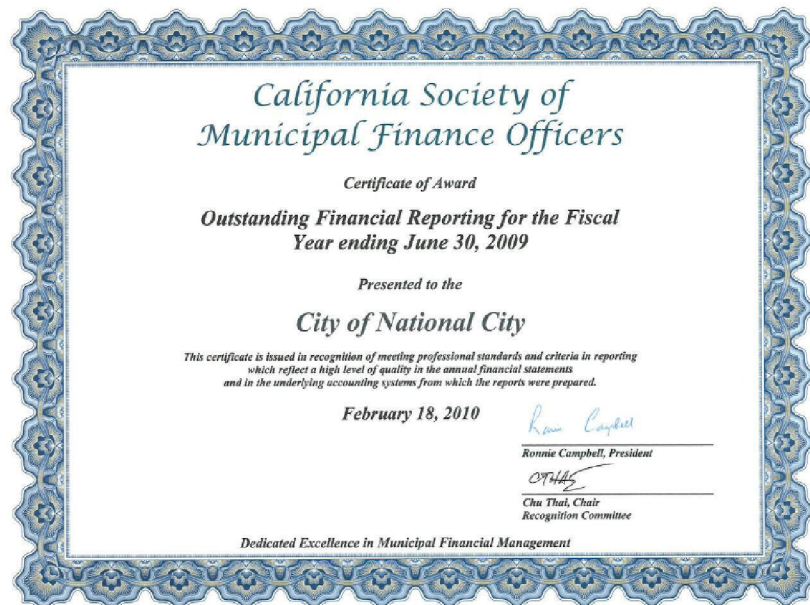 California Society of
Municipal Finance Officers
Certificate of Award
Outstanding Financial Reporting for the Fiscal
Year ending June 30, 2009
Presented to the
City of National City
This certificate is issued in recognition of meeting professional standards and criteria in reporting
which reflect a high level of quality in the annual financial statements
and in the underlying accounting systems from which the reports were prepared.
February 18, 2010
Ronnie Campbell, President
Chu Thai, Chair
Recognition Committee
Dedicated Excellence in Municipal Financial Management